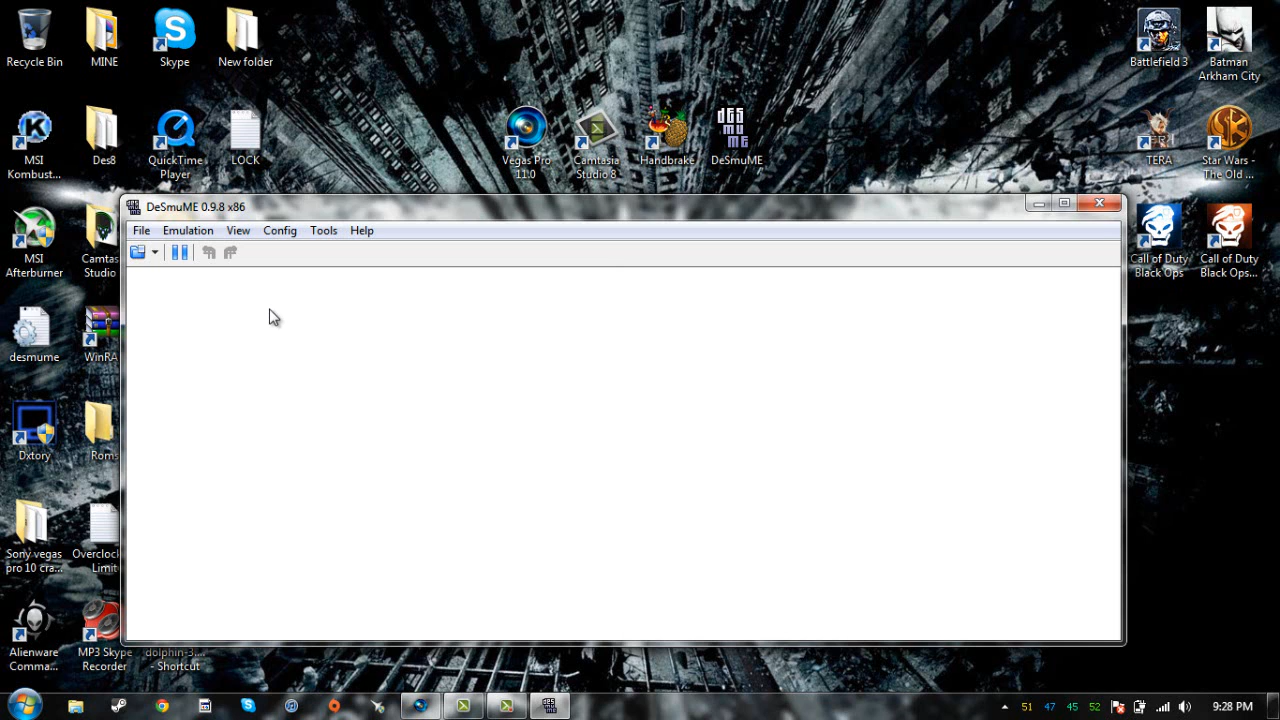 Recycle Bin
MINE
Skype
New folder
Battlefield 3
Batman
Arkham City
MSI
Kombust...
Des8
QuickTime
Player
LOCK
Vegas Pro
11.0
Camtasia
Studio 8
Handbrake
DeSmuME
TERA
Star Wars -
The Old ...
MSI
Afterburner
Camtas
Studio
DeSmuME 0.9.8 x86
File Emulation View Config Tools Help
Call of Duty
Black Ops
Call of Duty
Black Ops...
desmume
WinRA
Dxtory
Roms
Sony vegas
pro 10 cra...
Overclock
Limit
Alienware
Comma...
MP3 Skype
Recorder
dolphin-3....
- Shortcut
51 47 45 52 9:28 PM